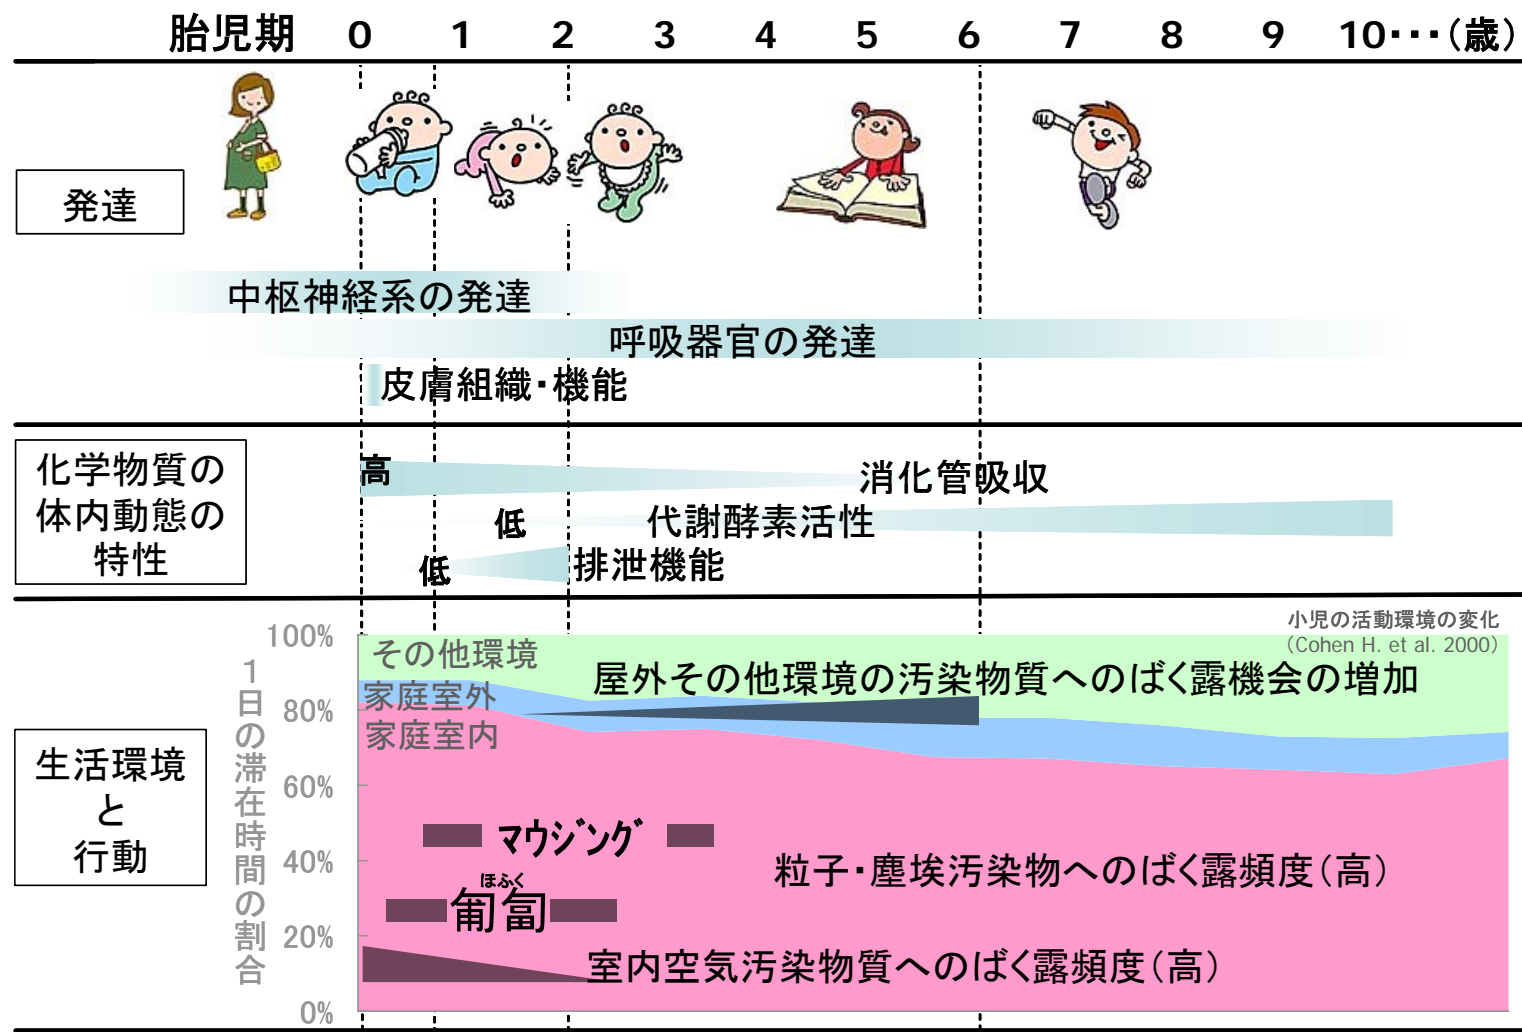 胎児期 0 1 2 3 4 5 6 7 8 9 10・・・(歳)
発達
中枢神経系の発達
呼吸器官の発達
皮膚組織・機能
化学物質の
体内動態の
特性
高
消化管吸収
低
代謝酵素活性
低
排泄機能
生活環境
と
行動
1日の滞在時間の割合
100%
80%
60%
40%
20%
0%
小児の活動環境の変化
(Cohen H. et al. 2000)
その他環境
屋外その他環境の汚染物質へのばく露機会の増加
家庭室外
家庭室内
マウジング
粒子・塵埃汚染物へのばく露頻度(高)
ほふく
匍匐
室内空気汚染物質へのばく露頻度(高)